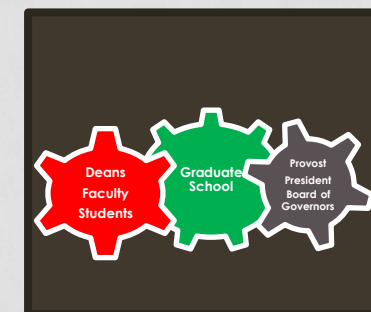 Deans
Faculty
Students
Graduate
School
Provost
President
Board of
Governors